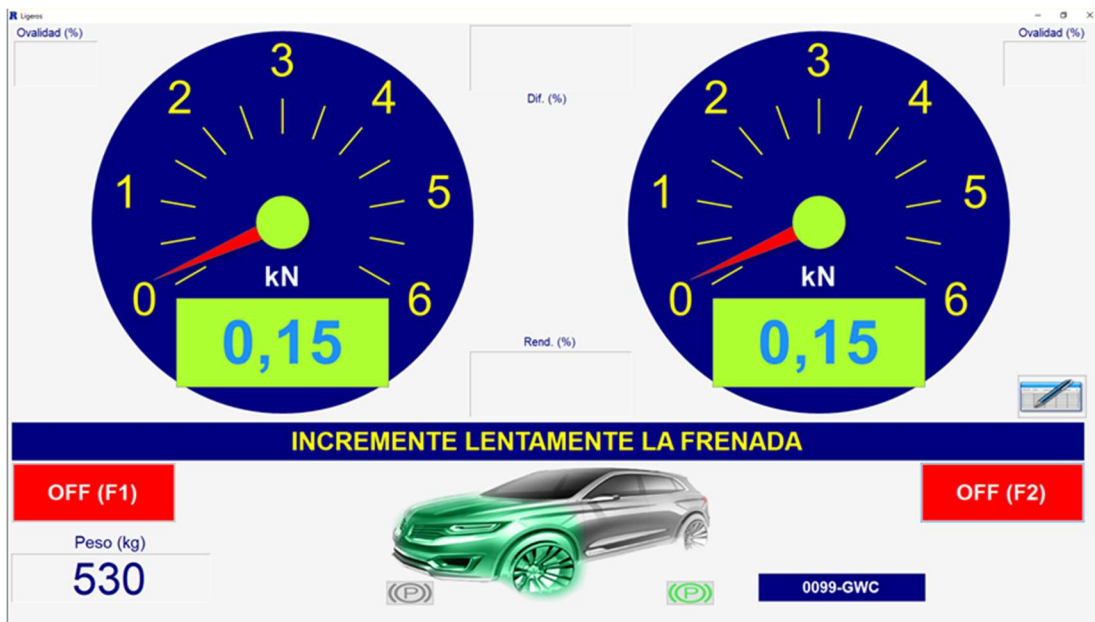 R Ligeros
Ovalidad (%)
Ovalidad (%)
Dif. (%)
0
1
2
3
4
5
6
kN
0,15
0
1
2
3
4
5
6
kN
0,15
Rend. (%)
INCREMENTE LENTAMENTE LA FRENADA
OFF (F1)
OFF (F2)
Peso (kg)
530
(P)
(P)
0099-GWC